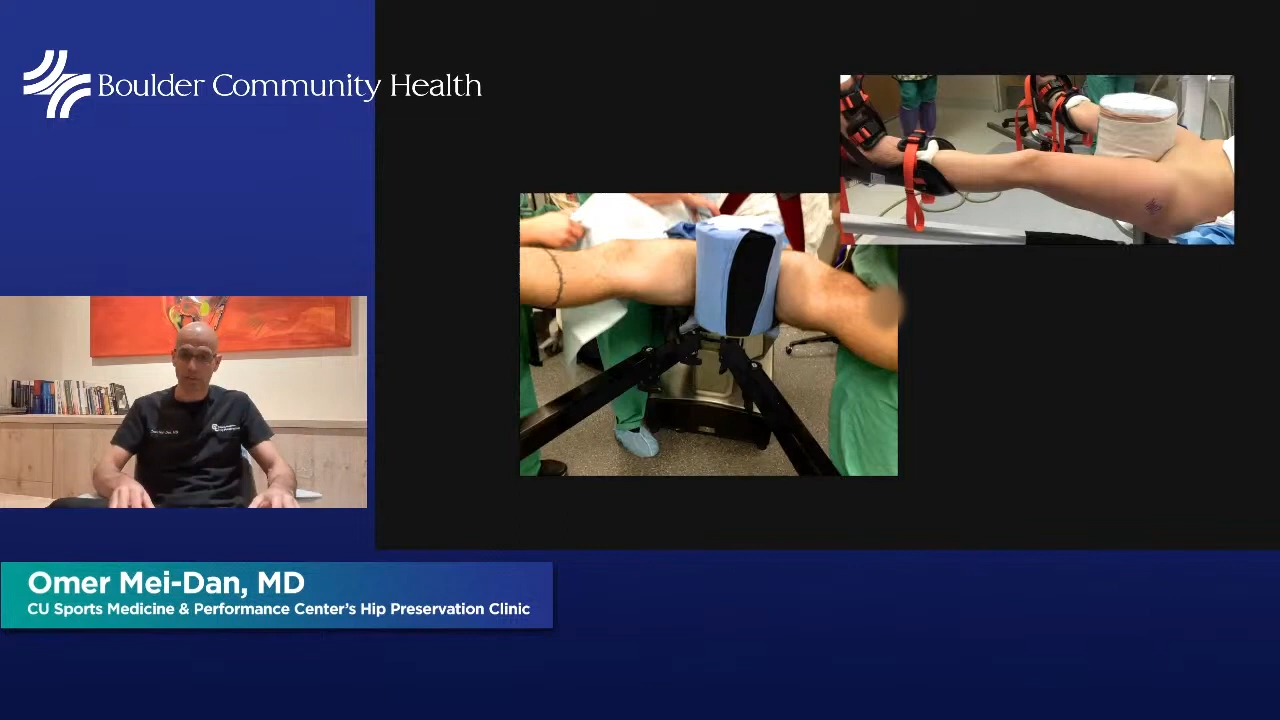 Boulder Community Health
Omer Mei-Dan, MD
CU Sports Medicine & Performance Center's Hip Preservation Clinic